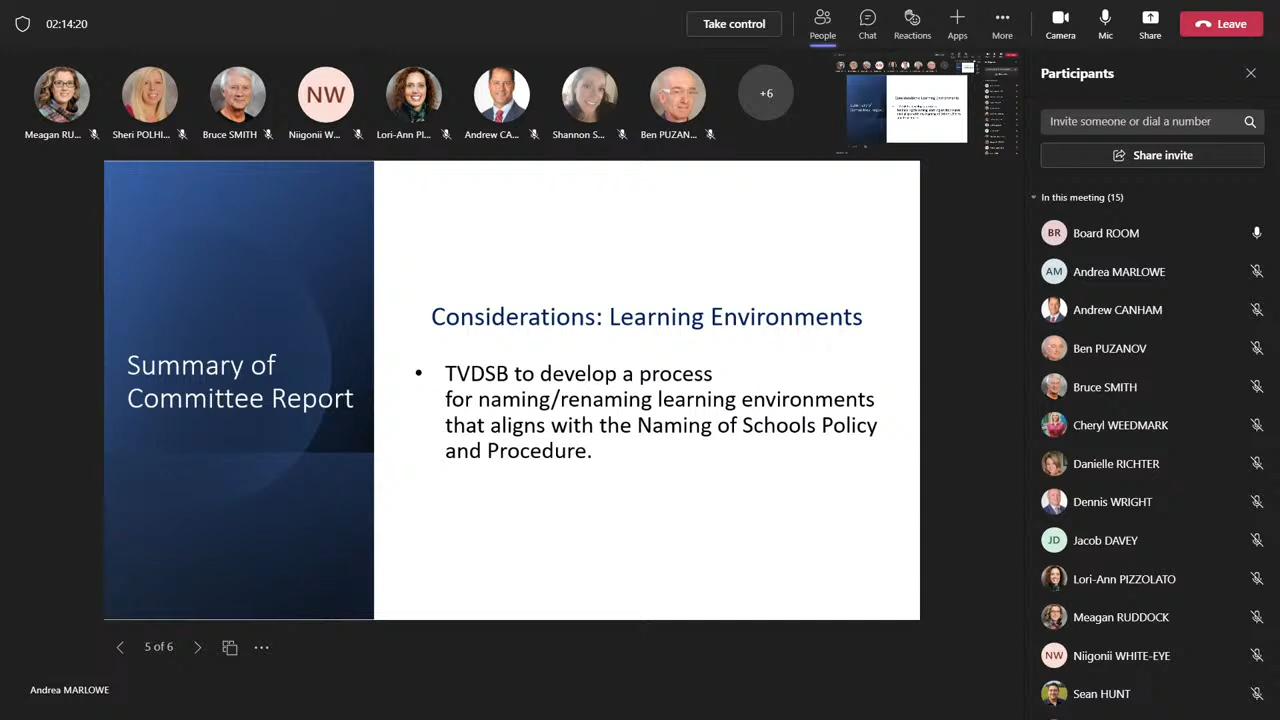 02:14:20
Take control
People
Chat
Reactions
Apps
More
Camera
Mic
Share
Leave
Meagan RU...
Sheri POLHI...
Bruce SMITH
NW
Niigonii W...
Lori-Ann PI...
Andrew CA...
Shannon S...
Ben PUZAN...
+6
Summary of
Committee Report
Considerations: Learning Environments
• TVDSB to develop a process
for naming/renaming learning environments
that aligns with the Naming of Schools Policy
and Procedure.
5 of 6
Andrea MARLOWE
Participants
Invite someone or dial a number
Share invite
In this meeting (15)
BR Board ROOM
AM Andrea MARLOWE
Andrew CANHAM
Ben PUZANOV
Bruce SMITH
Cheryl WEEDMARK
Danielle RICHTER
Dennis WRIGHT
JD Jacob DAVEY
Lori-Ann PIZZOLATO
Meagan RUDDOCK
NW Niigonii WHITE-EYE
Sean HUNT